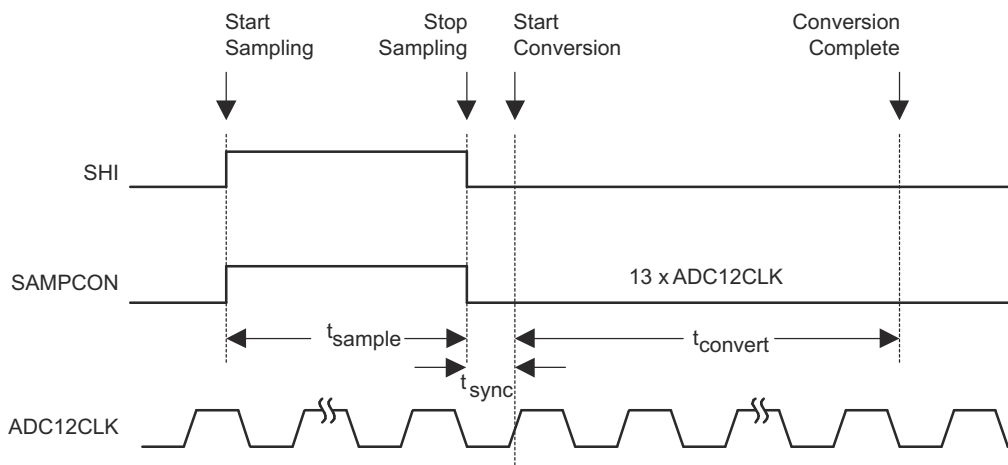 Start
Sampling
Stop
Sampling
Start
Conversion
Conversion
Complete
SHI
SAMPCON
13 x ADC12CLK
tsample
tconvert
tsync
ADC12CLK